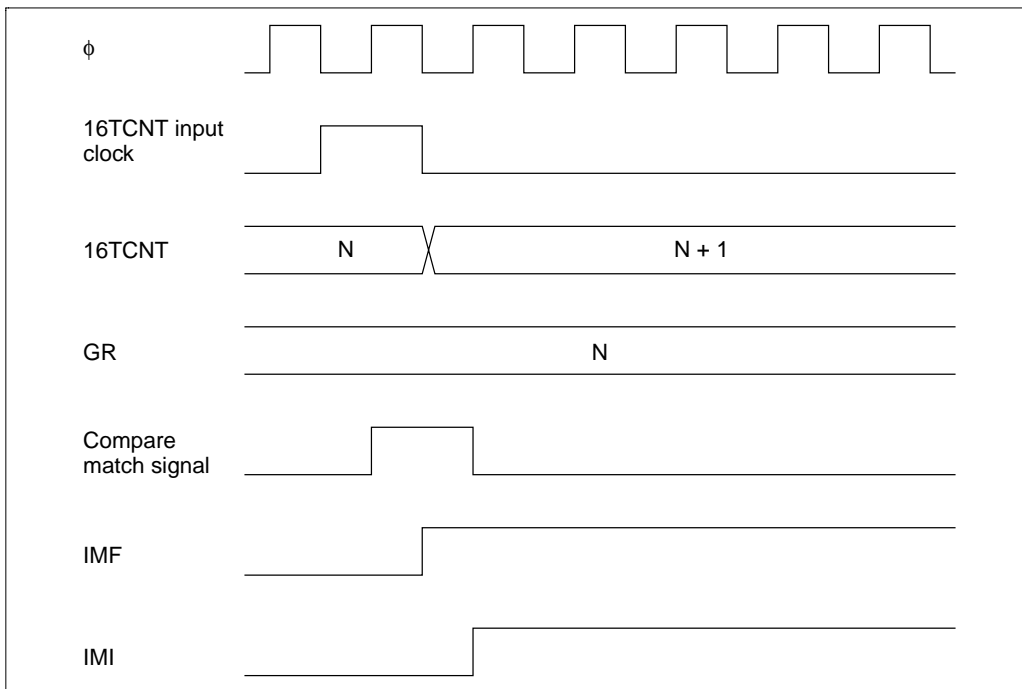 φ
16TCNT input
clock
16TCNT
N
N + 1
GR
N
Compare
match signal
IMF
IMI